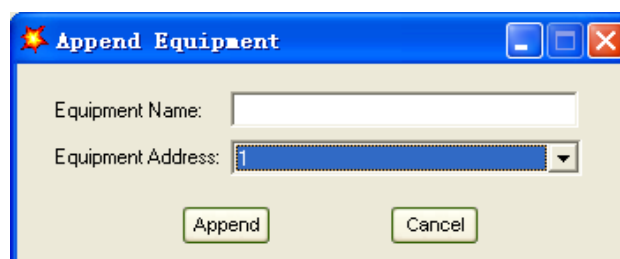 Append Equipment
Equipment Name:
Equipment Address: 1
Append Cancel